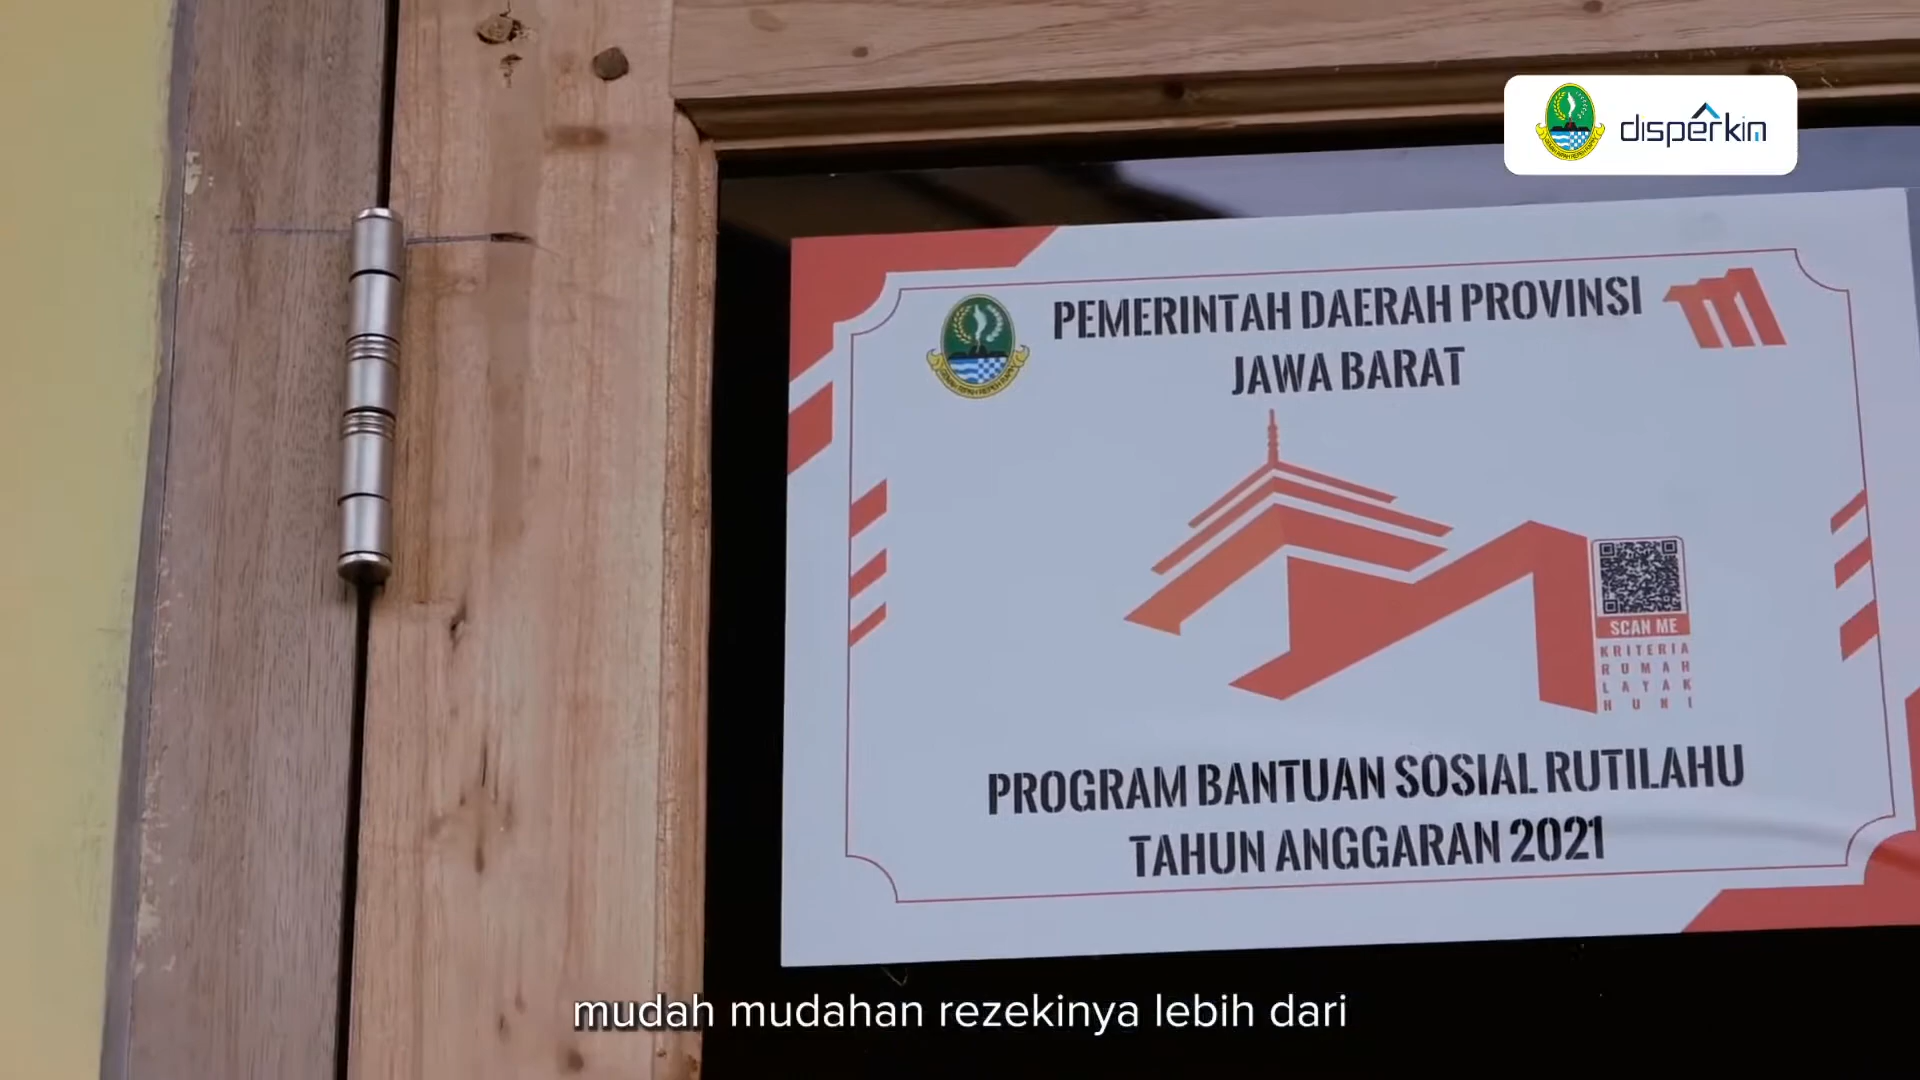 disperkin
PEMERINTAH DAERAH PROVINSI
JAWA BARAT
SCAN ME
KRITERIA
RUMAH
LAYAK
HUNI
PROGRAM BANTUAN SOSIAL RUTILAHU
TAHUN ANGGARAN 2021
mudah mudahan rezekinya lebih dari